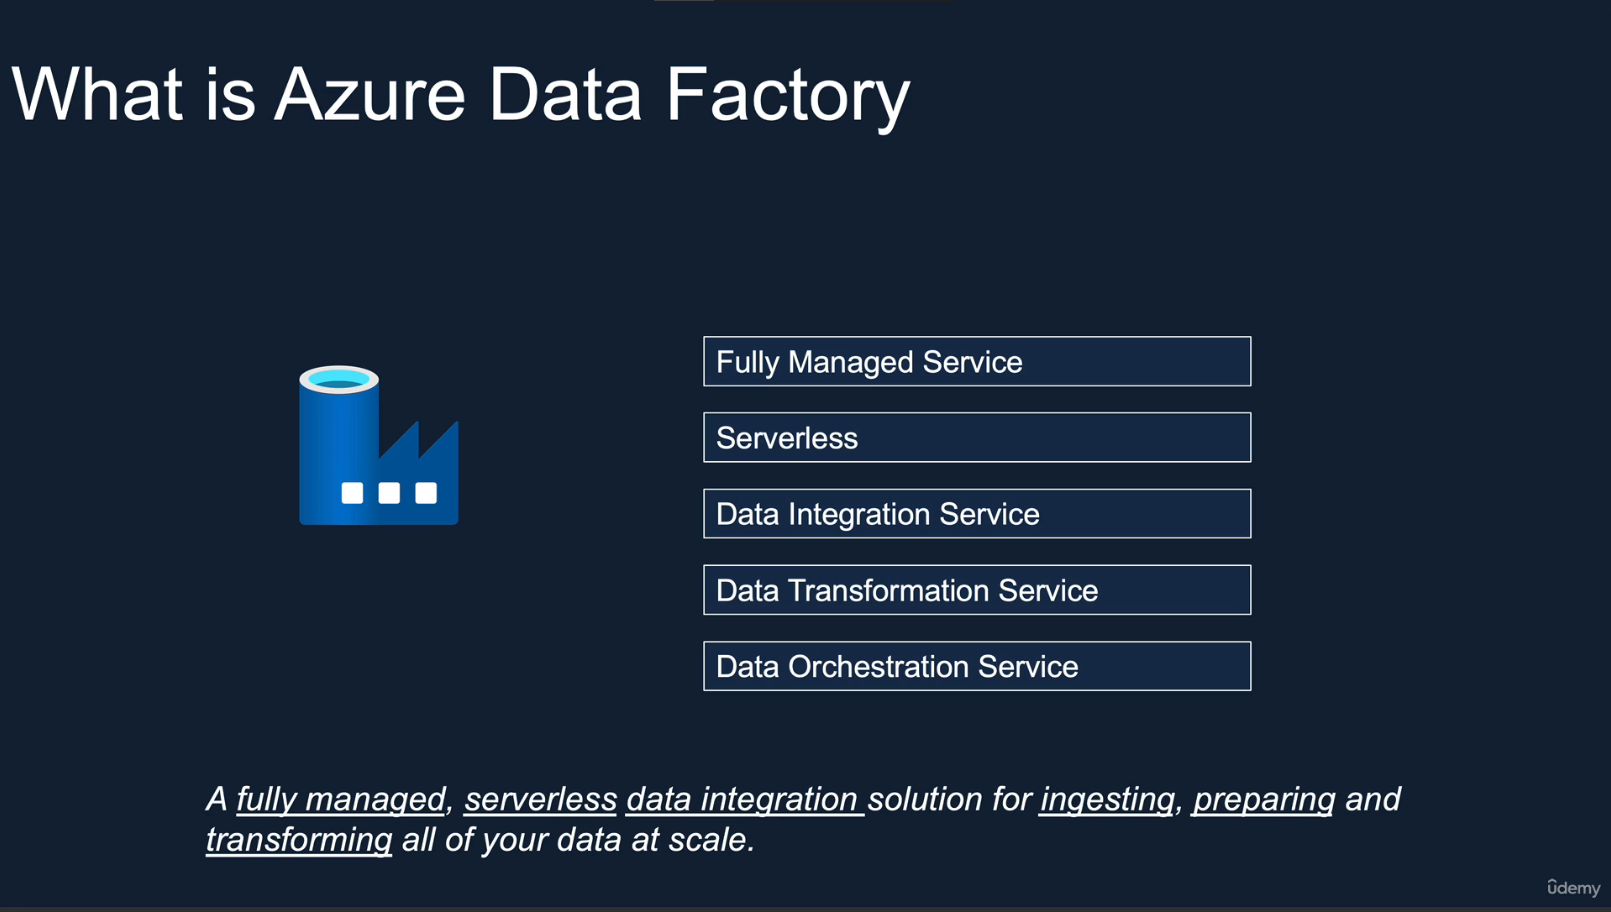 What is Azure Data Factory
Fully Managed Service
Serverless
Data Integration Service
Data Transformation Service
Data Orchestration Service
A fully managed, serverless data integration solution for ingesting, preparing and
transforming all of your data at scale.
udemy